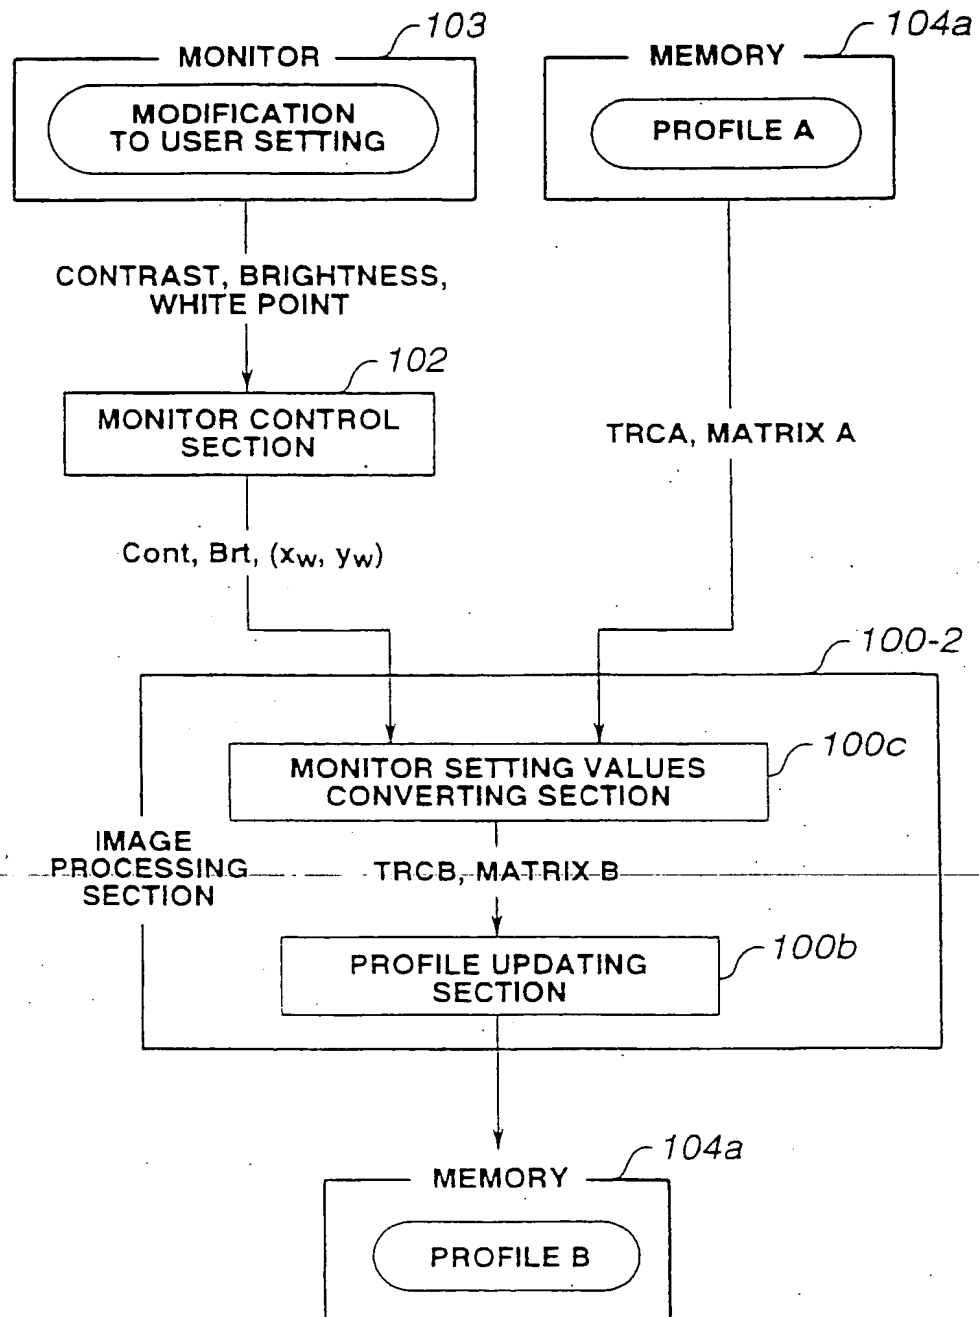 103
MONITOR
MODIFICATION
TO USER SETTING
104a
MEMORY
PROFILE A
CONTRAST, BRIGHTNESS,
WHITE POINT
102
MONITOR CONTROL
SECTION
TRCA, MATRIX A
Cont, Brt, (xw, yw)
100-2
100c
MONITOR SETTING VALUES
CONVERTING SECTION
IMAGE
PROCESSING
SECTION
TRCB, MATRIX B
100b
PROFILE UPDATING
SECTION
104a
MEMORY
PROFILE B